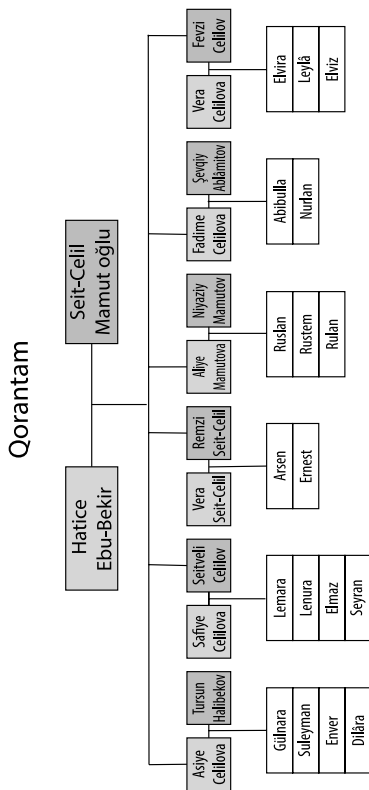 Qorantam
Hatice
Ebu-Bekir
Seit-Celil
Mamut oğlu
Asiye
Celilova
Tursun
Halibekov
Gülnara
Suleyman
Enver
Dilâra
Safiye
Celilova
Seitveli
Celilov
Lemara
Lenura
Elmaz
Seyran
Vera
Seit-Celil
Remzi
Seit-Celil
Arsen
Ernest
Aliye
Mamutova
Niyaziy
Mamutov
Ruslan
Rustem
Rulan
Fadime
Celilova
Şevqiy
Ablâmitov
Abibulla
Nurlan
Vera
Celilova
Fevzi
Celilov
Elvira
Leylâ
Elviz